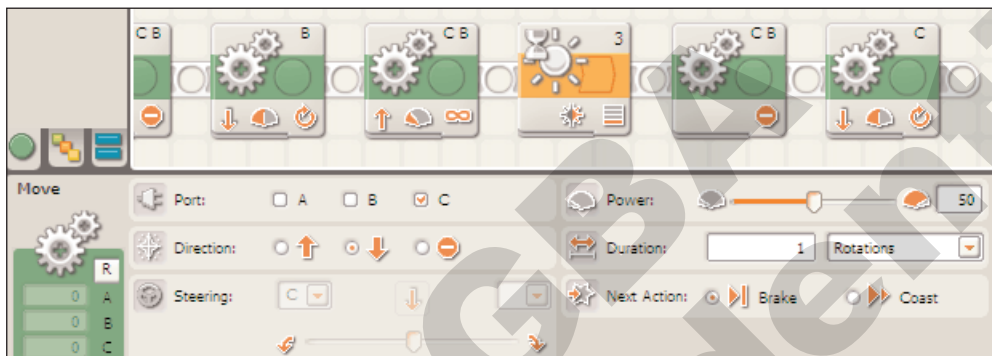 C B
B
C B
3
C B
C
Move
R
0 A
0 B
0 C
Port: A B C
Direction:
Steering: C
Power: 50
Duration: 1 Rotations
Next Action: Brake Coast